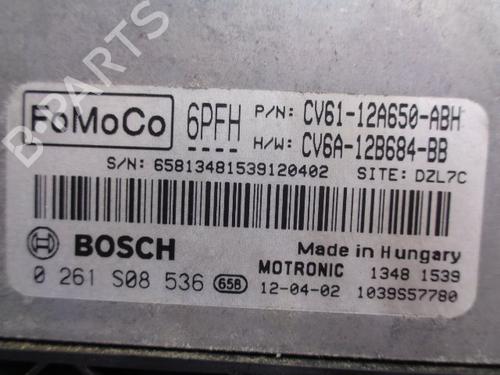 FoMoCo
6PFH
P/N: CV61-12A650-ABH
H/W: CV6A-12B684-BB
S/N: 65813481539120402 SITE: DZL7C
BOSCH
Made in Hungary
0 261 S08 536 658
MOTRONIC 1348 1539
12-04-02 1039S57780